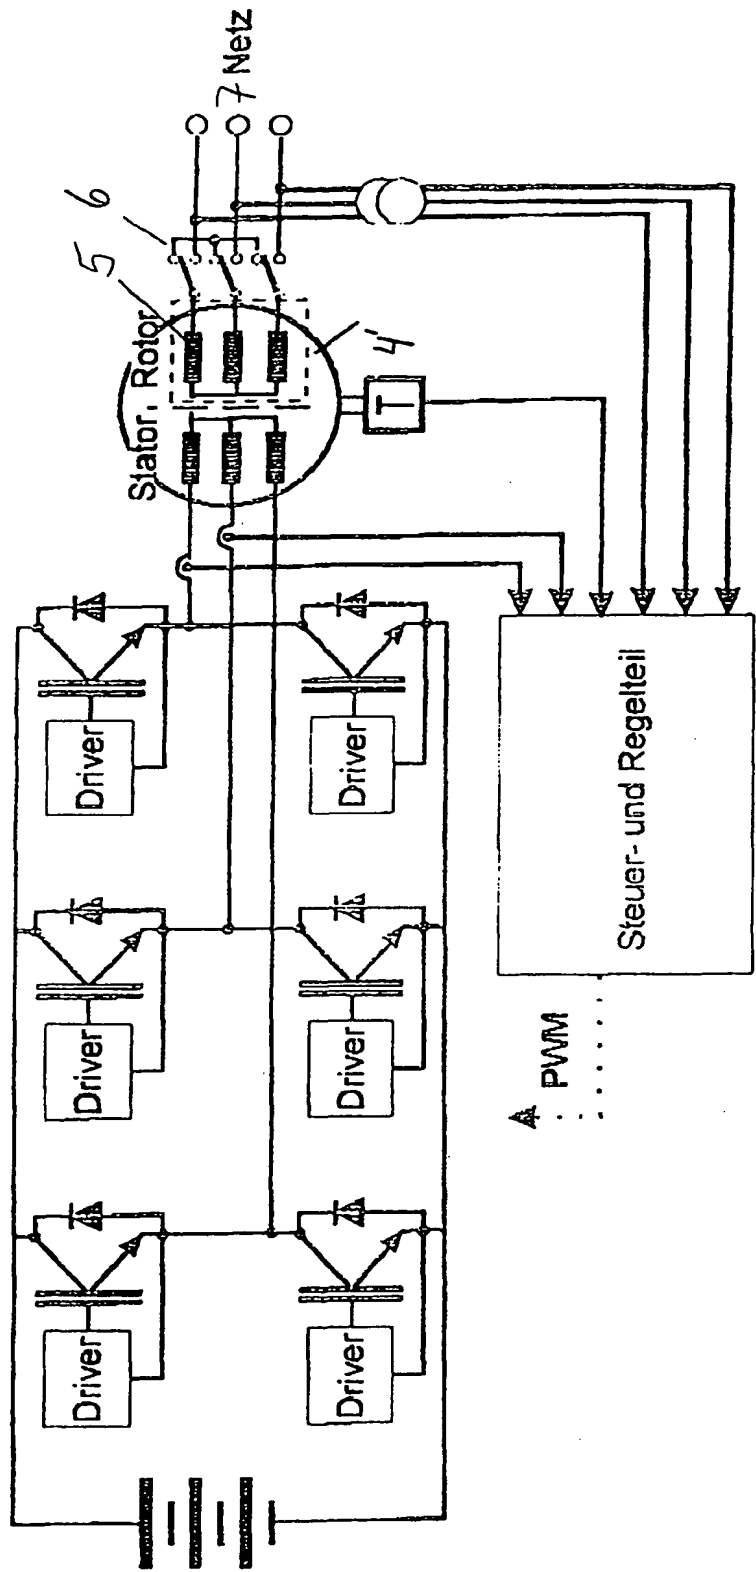 Driver
Driver
Driver
Driver
Driver
Driver
Stator, Rotor
5
6
7 Netz
4'
T
PWM
Steuer- und Regelteil